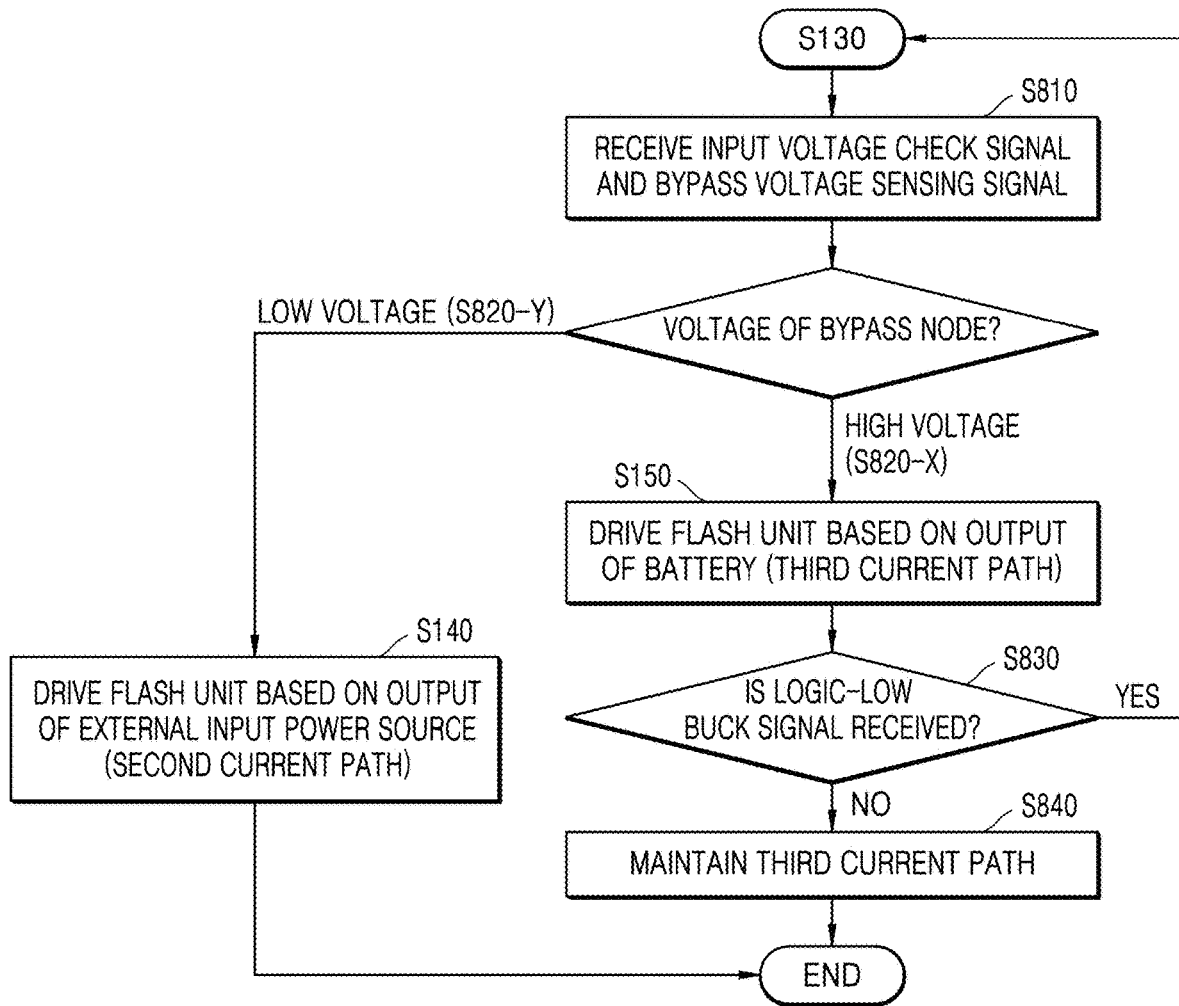 S130
S810
RECEIVE INPUT VOLTAGE CHECK SIGNAL
AND BYPASS VOLTAGE SENSING SIGNAL
LOW VOLTAGE (S820-Y)
VOLTAGE OF BYPASS NODE?
HIGH VOLTAGE
(S820-X)
S150
DRIVE FLASH UNIT BASED ON OUTPUT
OF BATTERY (THIRD CURRENT PATH)
S140
DRIVE FLASH UNIT BASED ON OUTPUT
OF EXTERNAL INPUT POWER SOURCE
(SECOND CURRENT PATH)
S830
IS LOGIC-LOW
BUCK SIGNAL RECEIVED?
YES
NO
S840
MAINTAIN THIRD CURRENT PATH
END